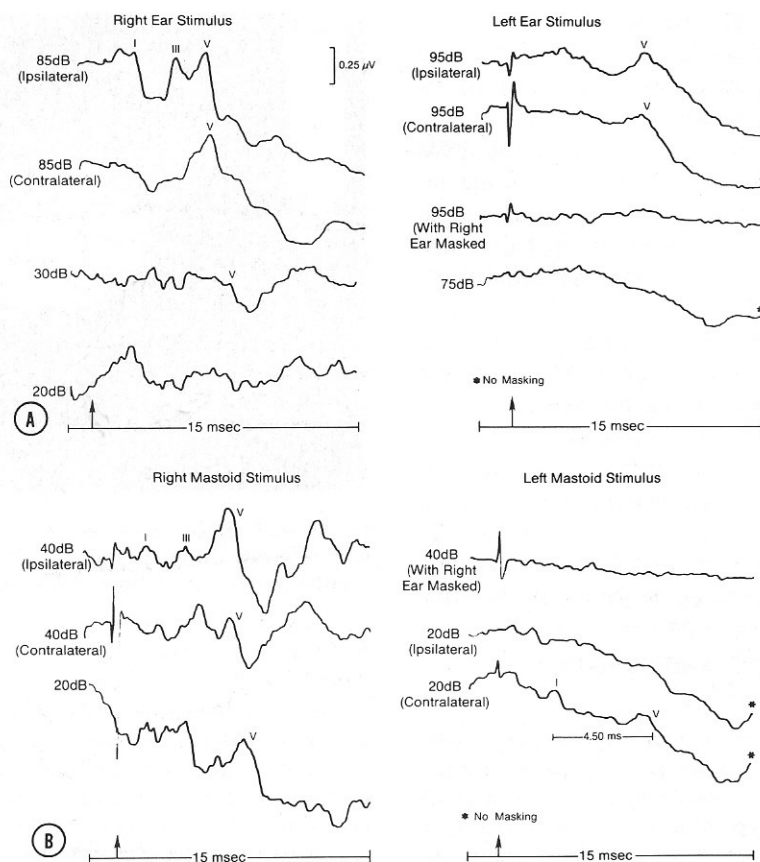 Right Ear Stimulus
85dB
(Ipsilateral)
I
III
V
0.25 μV
85dB
(Contralateral)
V
30dB
V
20dB
A
15 msec
Left Ear Stimulus
95dB
(Ipsilateral)
V
95dB
(Contralateral)
V
95dB
(With Right
Ear Masked
75dB
*
* No Masking
15 msec
Right Mastoid Stimulus
40dB
(Ipsilateral)
I
III
V
40dB
(Contralateral)
V
20dB
V
B
15 msec
Left Mastoid Stimulus
40dB
(With Right
Ear Masked)
20dB
(Ipsilateral)
*
20dB
(Contralateral)
I
V
4.50 ms
*
* No Masking
15 msec